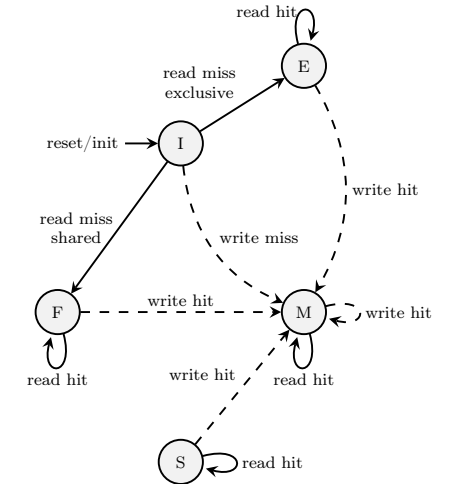 read hit
E
read miss
exclusive
reset/init
I
write hit
read miss
shared
write miss
F
write hit
M
write hit
read hit
read hit
write hit
S
read hit